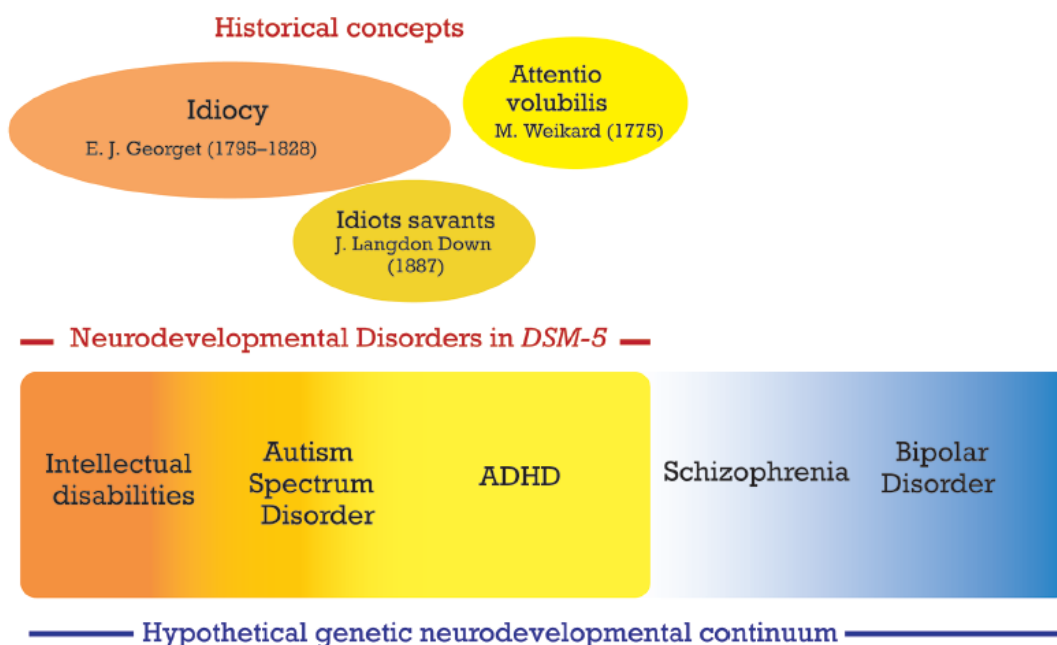 Historical concepts
Idiocy
E. J. Georget (1795–1828)
Attentio
volubilis
M. Weikard (1775)
Idiots savants
J. Langdon Down
(1887)
Neurodevelopmental Disorders in DSM-5
Intellectual
disabilities
Autism
Spectrum
Disorder
ADHD
Schizophrenia
Bipolar
Disorder
Hypothetical genetic neurodevelopmental continuum